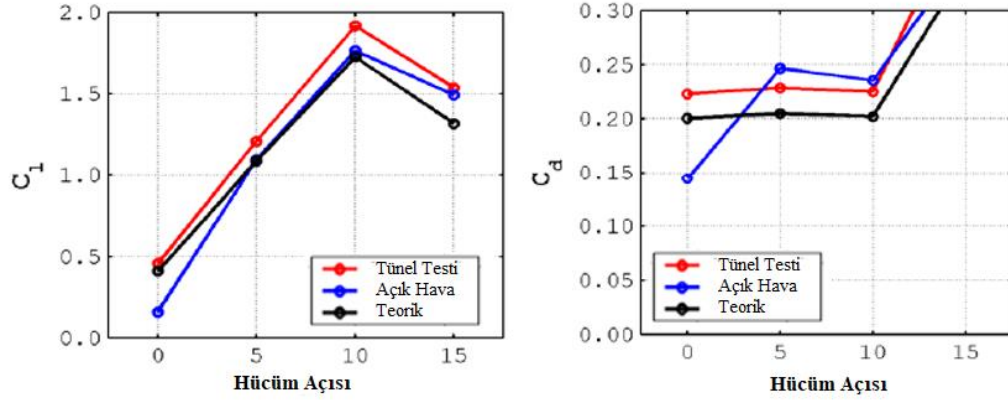 2.0
1.5
1.0
0.5
0.0
C1
0 5 10 15
Hücüm Açısı
Tünel Testi
Açık Hava
Teorik
0.30
0.25
0.20
0.15
0.10
0.05
0.00
Cd
0 5 10 15
Hücüm Açısı
Tünel Testi
Açık Hava
Teorik